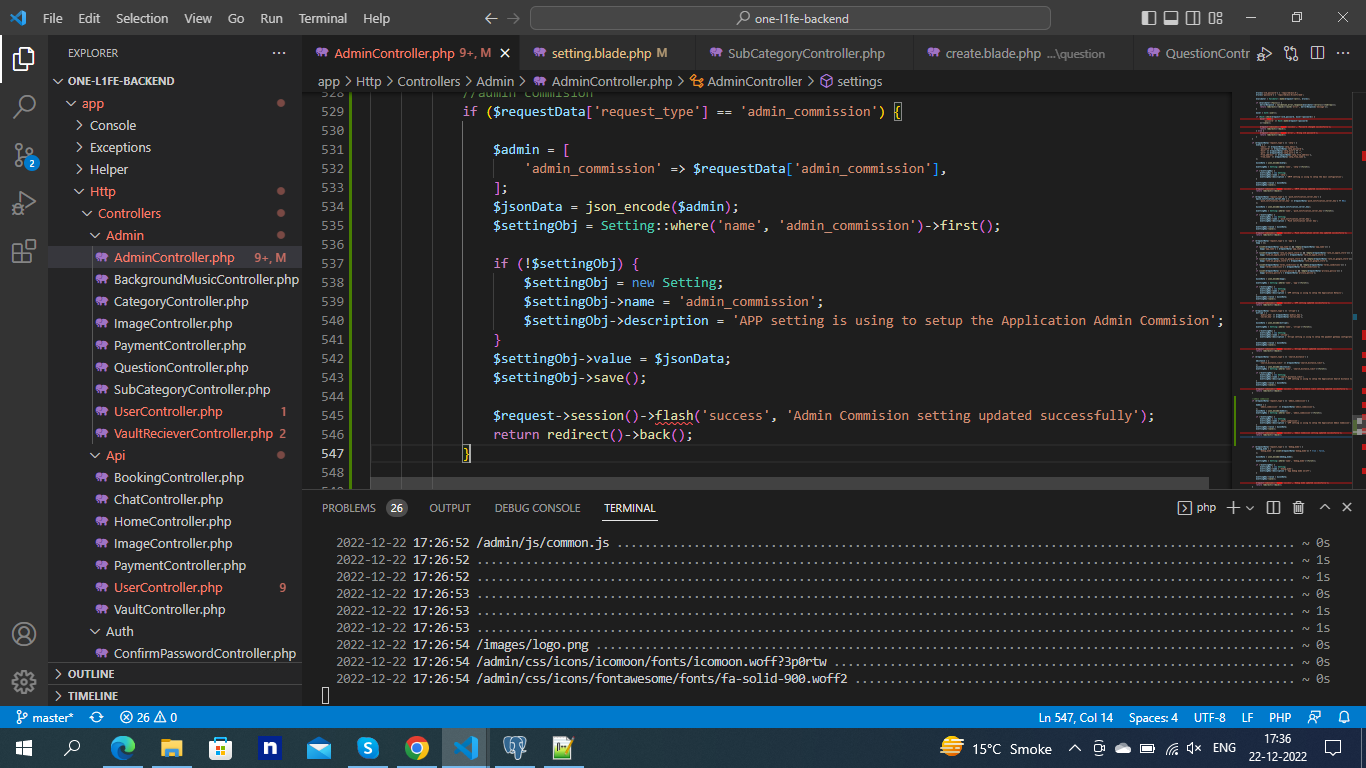 File Edit Selection View Go Run Terminal Help
one-l1fe-backend
EXPLORER
ONE-L1FE-BACKEND
app
Console
Exceptions
Helper
Http
Controllers
Admin
AdminController.php 9+, M
BackgroundMusicController.php
CategoryController.php
ImageController.php
PaymentController.php
QuestionController.php
SubCategoryController.php
UserController.php 1
VaultRecieverController.php 2
Api
BookingController.php
ChatController.php
HomeController.php
ImageController.php
PaymentController.php
UserController.php 9
VaultController.php
Auth
ConfirmPasswordController.php
OUTLINE
TIMELINE
2
AdminController.php 9+, M
setting.blade.php M
SubCategoryController.php
create.blade.php ...\question
QuestionContr
app > Http > Controllers > Admin > AdminController.php > AdminController > settings
528 //admin commision
529 if ($requestData['request_type'] == 'admin_commission') {
530
531 $admin = [
532 'admin_commission' => $requestData['admin_commission'],
533 ];
534 $jsonData = json_encode($admin);
535 $settingObj = Setting::where('name', 'admin_commission')->first();
536
537 if (!$settingObj) {
538 $settingObj = new Setting;
539 $settingObj->name = 'admin_commission';
540 $settingObj->description = 'APP setting is using to setup the Application Admin Commision';
541 }
542 $settingObj->value = $jsonData;
543 $settingObj->save();
544
545 $request->session()->flash('success', 'Admin Commision setting updated successfully');
546 return redirect()->back();
547 }
548
PROBLEMS 26 OUTPUT DEBUG CONSOLE TERMINAL
php
2022-12-22 17:26:52 /admin/js/common.js ~ 0s
2022-12-22 17:26:52 ~ 1s
2022-12-22 17:26:52 ~ 1s
2022-12-22 17:26:53 ~ 0s
2022-12-22 17:26:53 ~ 1s
2022-12-22 17:26:53 ~ 1s
2022-12-22 17:26:54 /images/logo.png ~ 0s
2022-12-22 17:26:54 /admin/css/icons/icomoon/fonts/icomoon.woff?3p0rtw ~ 0s
2022-12-22 17:26:54 /admin/css/icons/fontawesome/fonts/fa-solid-900.woff2 ~ 0s
master* 26 0
Ln 547, Col 14 Spaces: 4 UTF-8 LF PHP
15°C Smoke ENG
17:36
22-12-2022